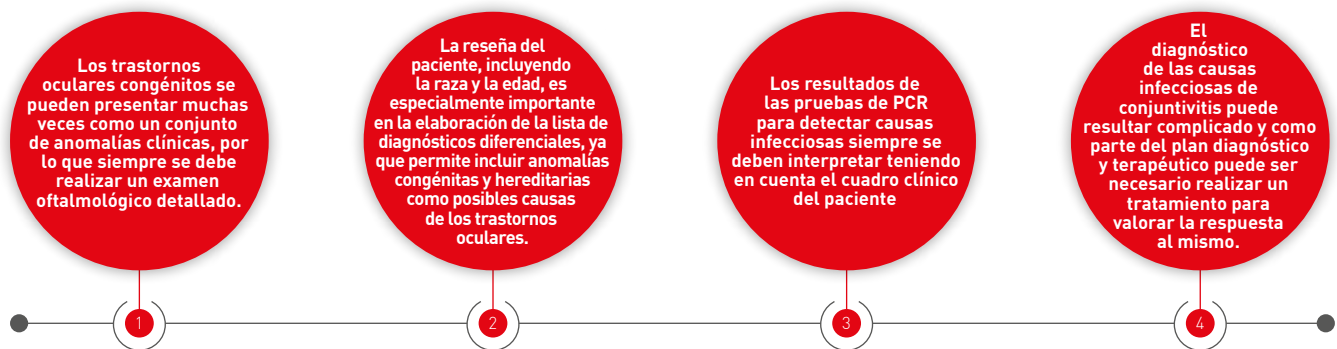 Los trastornos
oculares congénitos se
pueden presentar muchas
veces como un conjunto
de anomalías clínicas, por
lo que siempre se debe
realizar un examen
oftalmológico detallado.
1
La reseña del
paciente, incluyendo
la raza y la edad, es
especialmente importante
en la elaboración de la lista de
diagnósticos diferenciales, ya
que permite incluir anomalías
congénitas y hereditarias
como posibles causas
de los trastornos
oculares.
2
Los resultados de
las pruebas de PCR
para detectar causas
infecciosas siempre se
deben interpretar teniendo
en cuenta el cuadro clínico
del paciente
3
El
diagnóstico
de las causas
infecciosas de
conjuntivitis puede
resultar complicado y como
parte del plan diagnóstico
y terapéutico puede ser
necesario realizar un
tratamiento para
valorar la respuesta
al mismo.
4